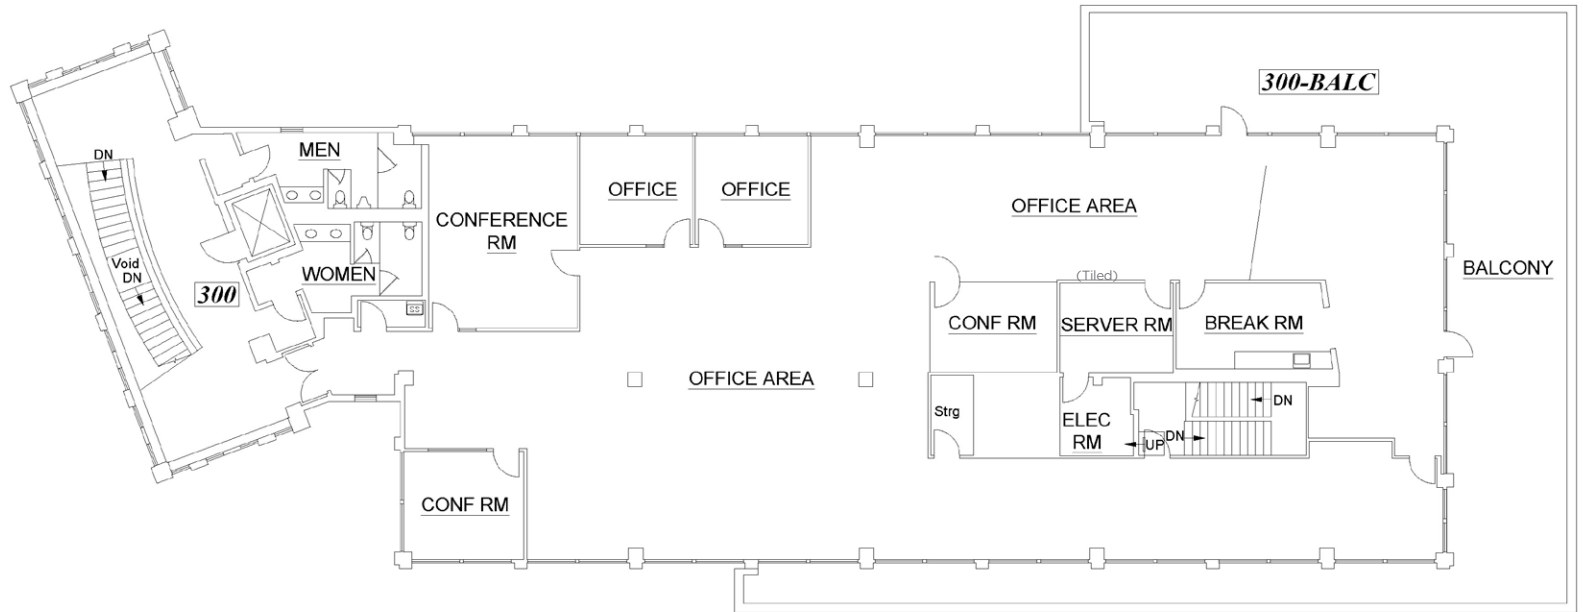 300-BALC
MEN
DN
OFFICE
OFFICE
OFFICE AREA
CONFERENCE
RM
Void
DN
WOMEN
300
(Tiled)
BALCONY
CONF RM
SERVER RM
BREAK RM
OFFICE AREA
Strg
DN
ELEC
RM
UP
DN
CONF RM